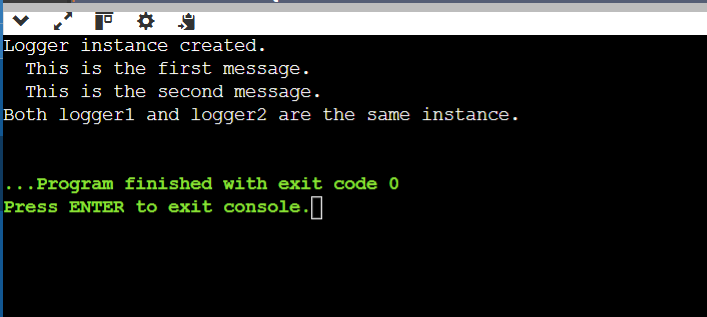 Logger instance created.
  This is the first message.
  This is the second message.
Both logger1 and logger2 are the same instance.
...Program finished with exit code 0
Press ENTER to exit console.